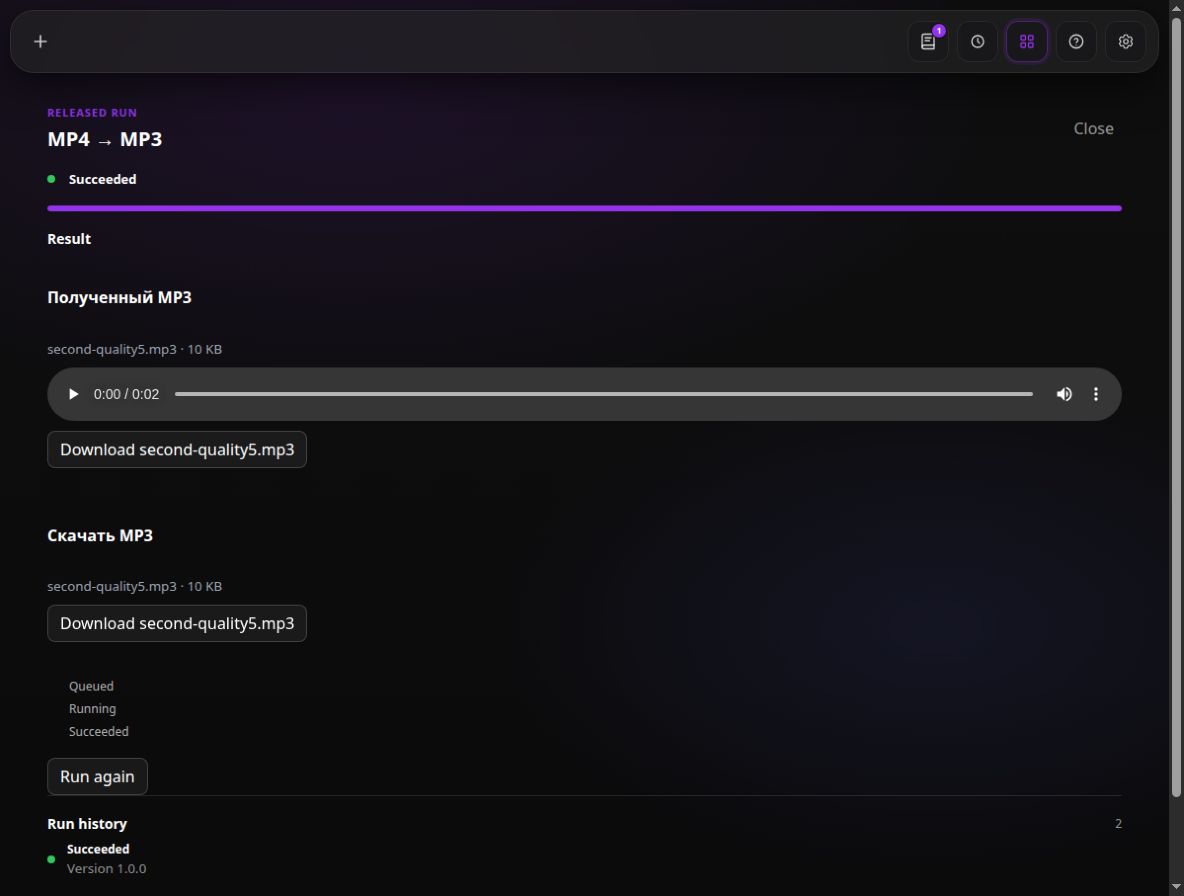 1
RELEASED RUN
MP4 → MP3
Close
Succeeded
Result
Полученный MP3
second-quality5.mp3 · 10 KB
0:00 / 0:02
Download second-quality5.mp3
Скачать MP3
second-quality5.mp3 · 10 KB
Download second-quality5.mp3
Queued
Running
Succeeded
Run again
Run history
2
Succeeded
Version 1.0.0